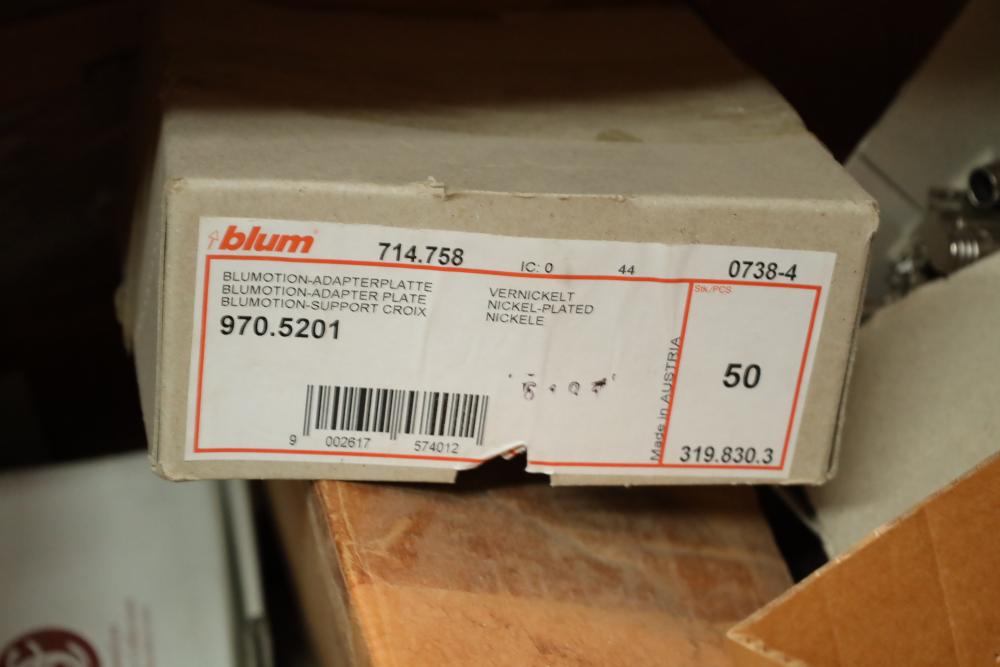 blum 714.758 IC: 0 44 0738-4
BLUMOTION-ADAPTERPLATTE VERNICKELT
BLUMOTION-ADAPTER PLATE NICKEL-PLATED
BLUMOTION-SUPPORT CROIX NICKELE
970.5201
Stk./PCS
50
Made in AUSTRIA
9 002617 574012
319.830.3